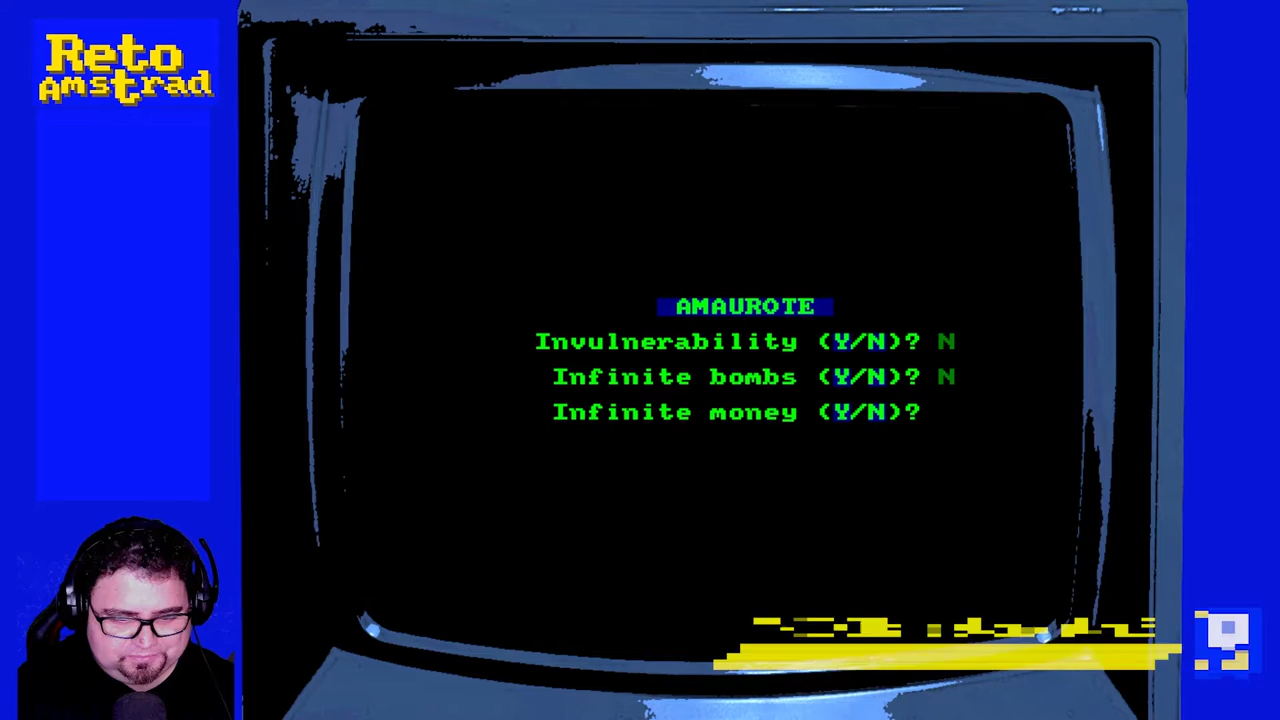 Reto
Amstrad
AMAUROTE
Invulnerability (Y/N)? N
Infinite bombs (Y/N)? N
Infinite money (Y/N)?